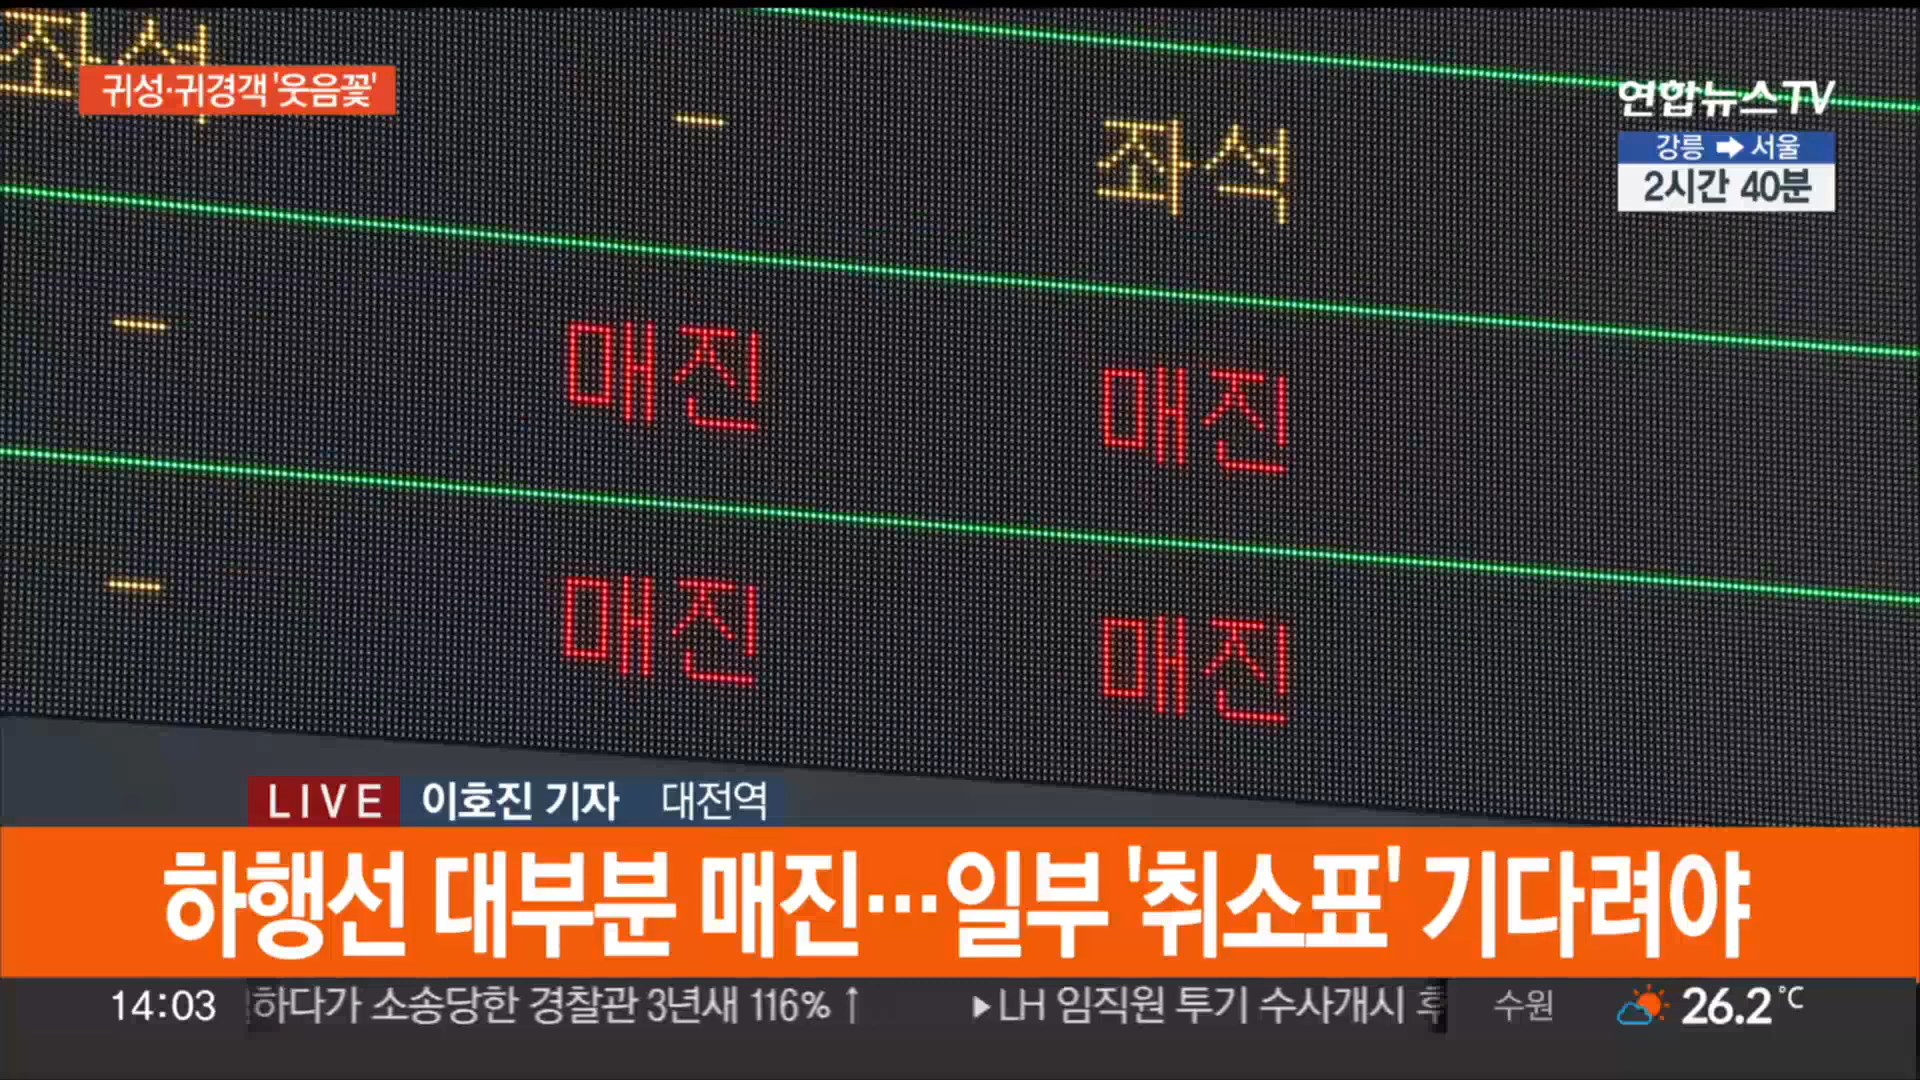 좌석
귀성·귀경객 '웃음꽃'
연합뉴스TV
강릉 ➡ 서울
2시간 40분
– 좌석
– 매진 매진
– 매진 매진
LIVE 이호진 기자 대전역
하행선 대부분 매진…일부 '취소표' 기다려야
14:03 하다가 소송당한 경찰관 3년새 116%↑ ▶LH 임직원 투기 수사개시 수원 26.2℃